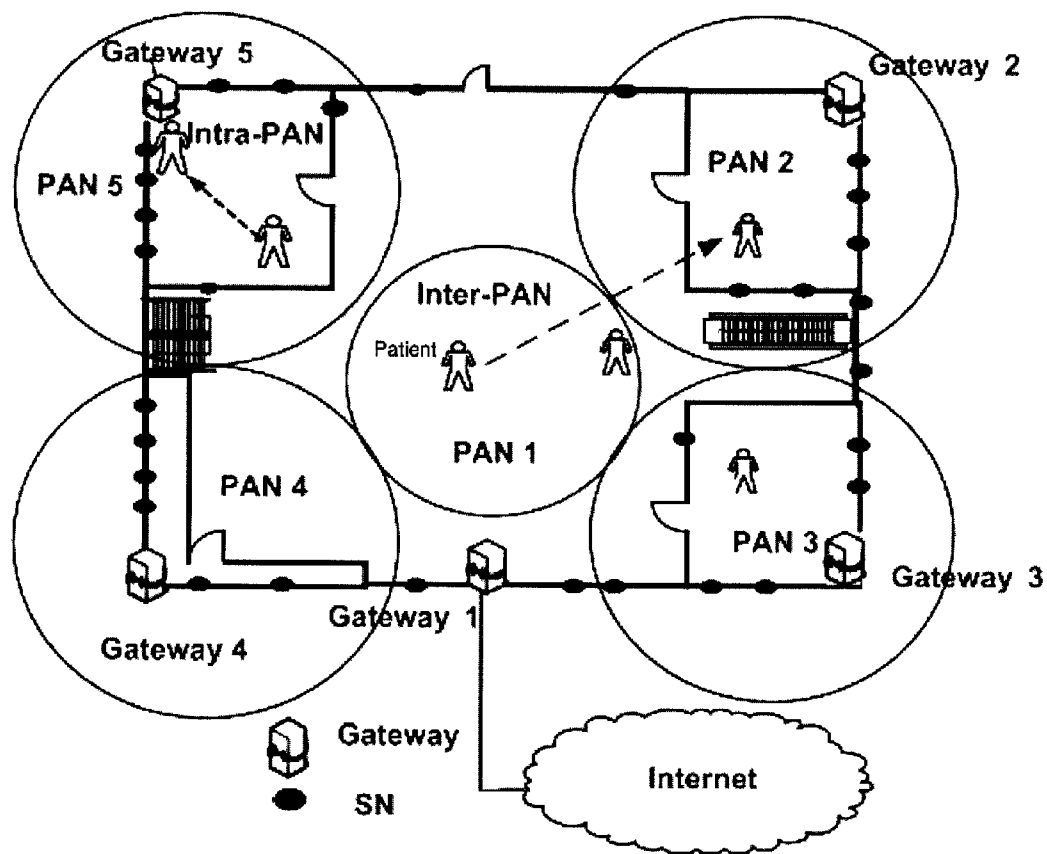 Gateway 5
Gateway 2
Intra-PAN
PAN 5
PAN 2
Inter-PAN
Patient
PAN 1
PAN 4
PAN 3
Gateway 3
Gateway 1
Gateway 4
Gateway
Internet
SN